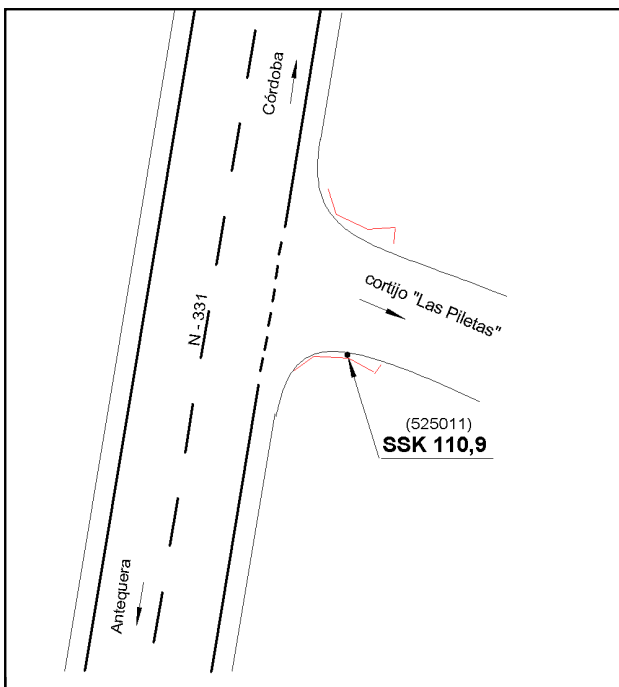 Córdoba
N - 331
cortijo "Las Piletas"
(525011)
SSK 110,9
Antequera